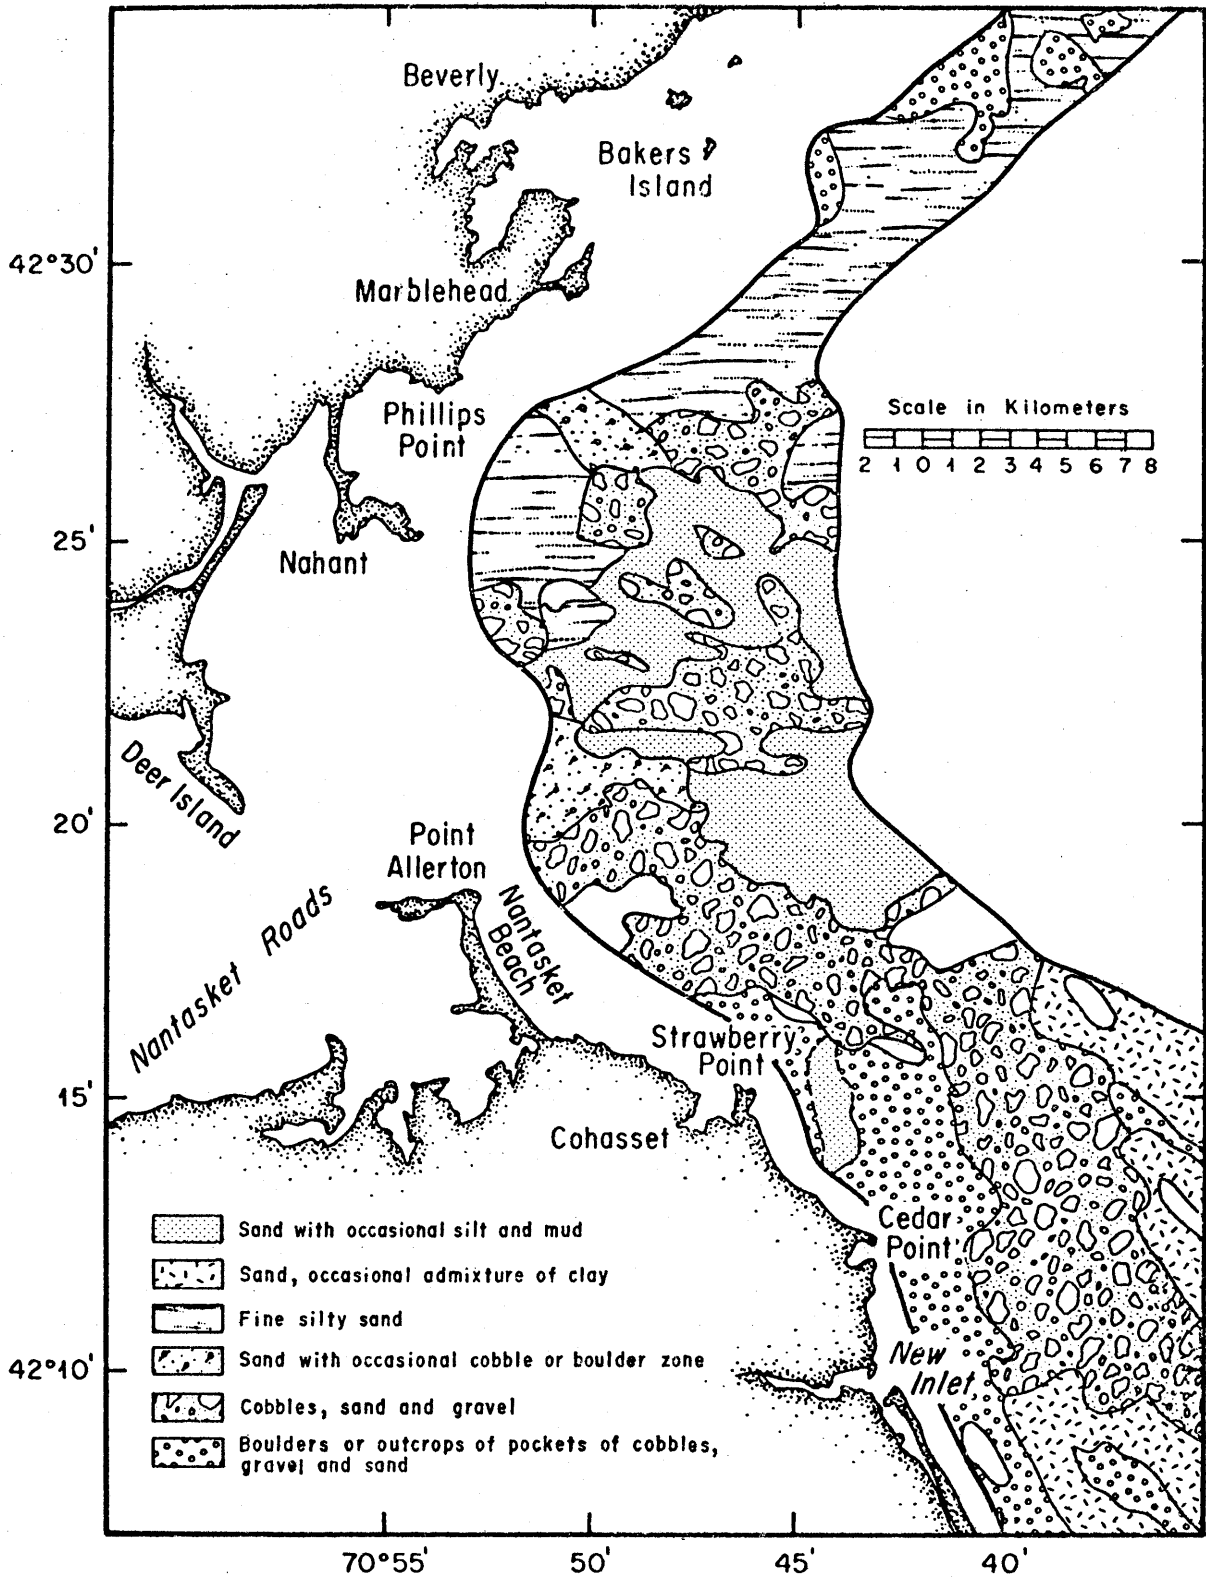 Beverly
Bakers
Island
42°30'
Marblehead
Scale in Kilometers
2 1 0 1 2 3 4 5 6 7 8
Phillips
Point
25'
Nahant
Deer Island
20'
Point
Allerton
Nantasket
Beach
Nantasket Roads
Strawberry
Point
15'
Cohasset
Cedar
Point
Sand with occasional silt and mud
Sand, occasional admixture of clay
Fine silty sand
Sand with occasional cobble or boulder zone
Cobbles, sand and gravel
Boulders or outcrops of pockets of cobbles,
gravel and sand
42°10'
New
Inlet
70°55'
50'
45'
40'